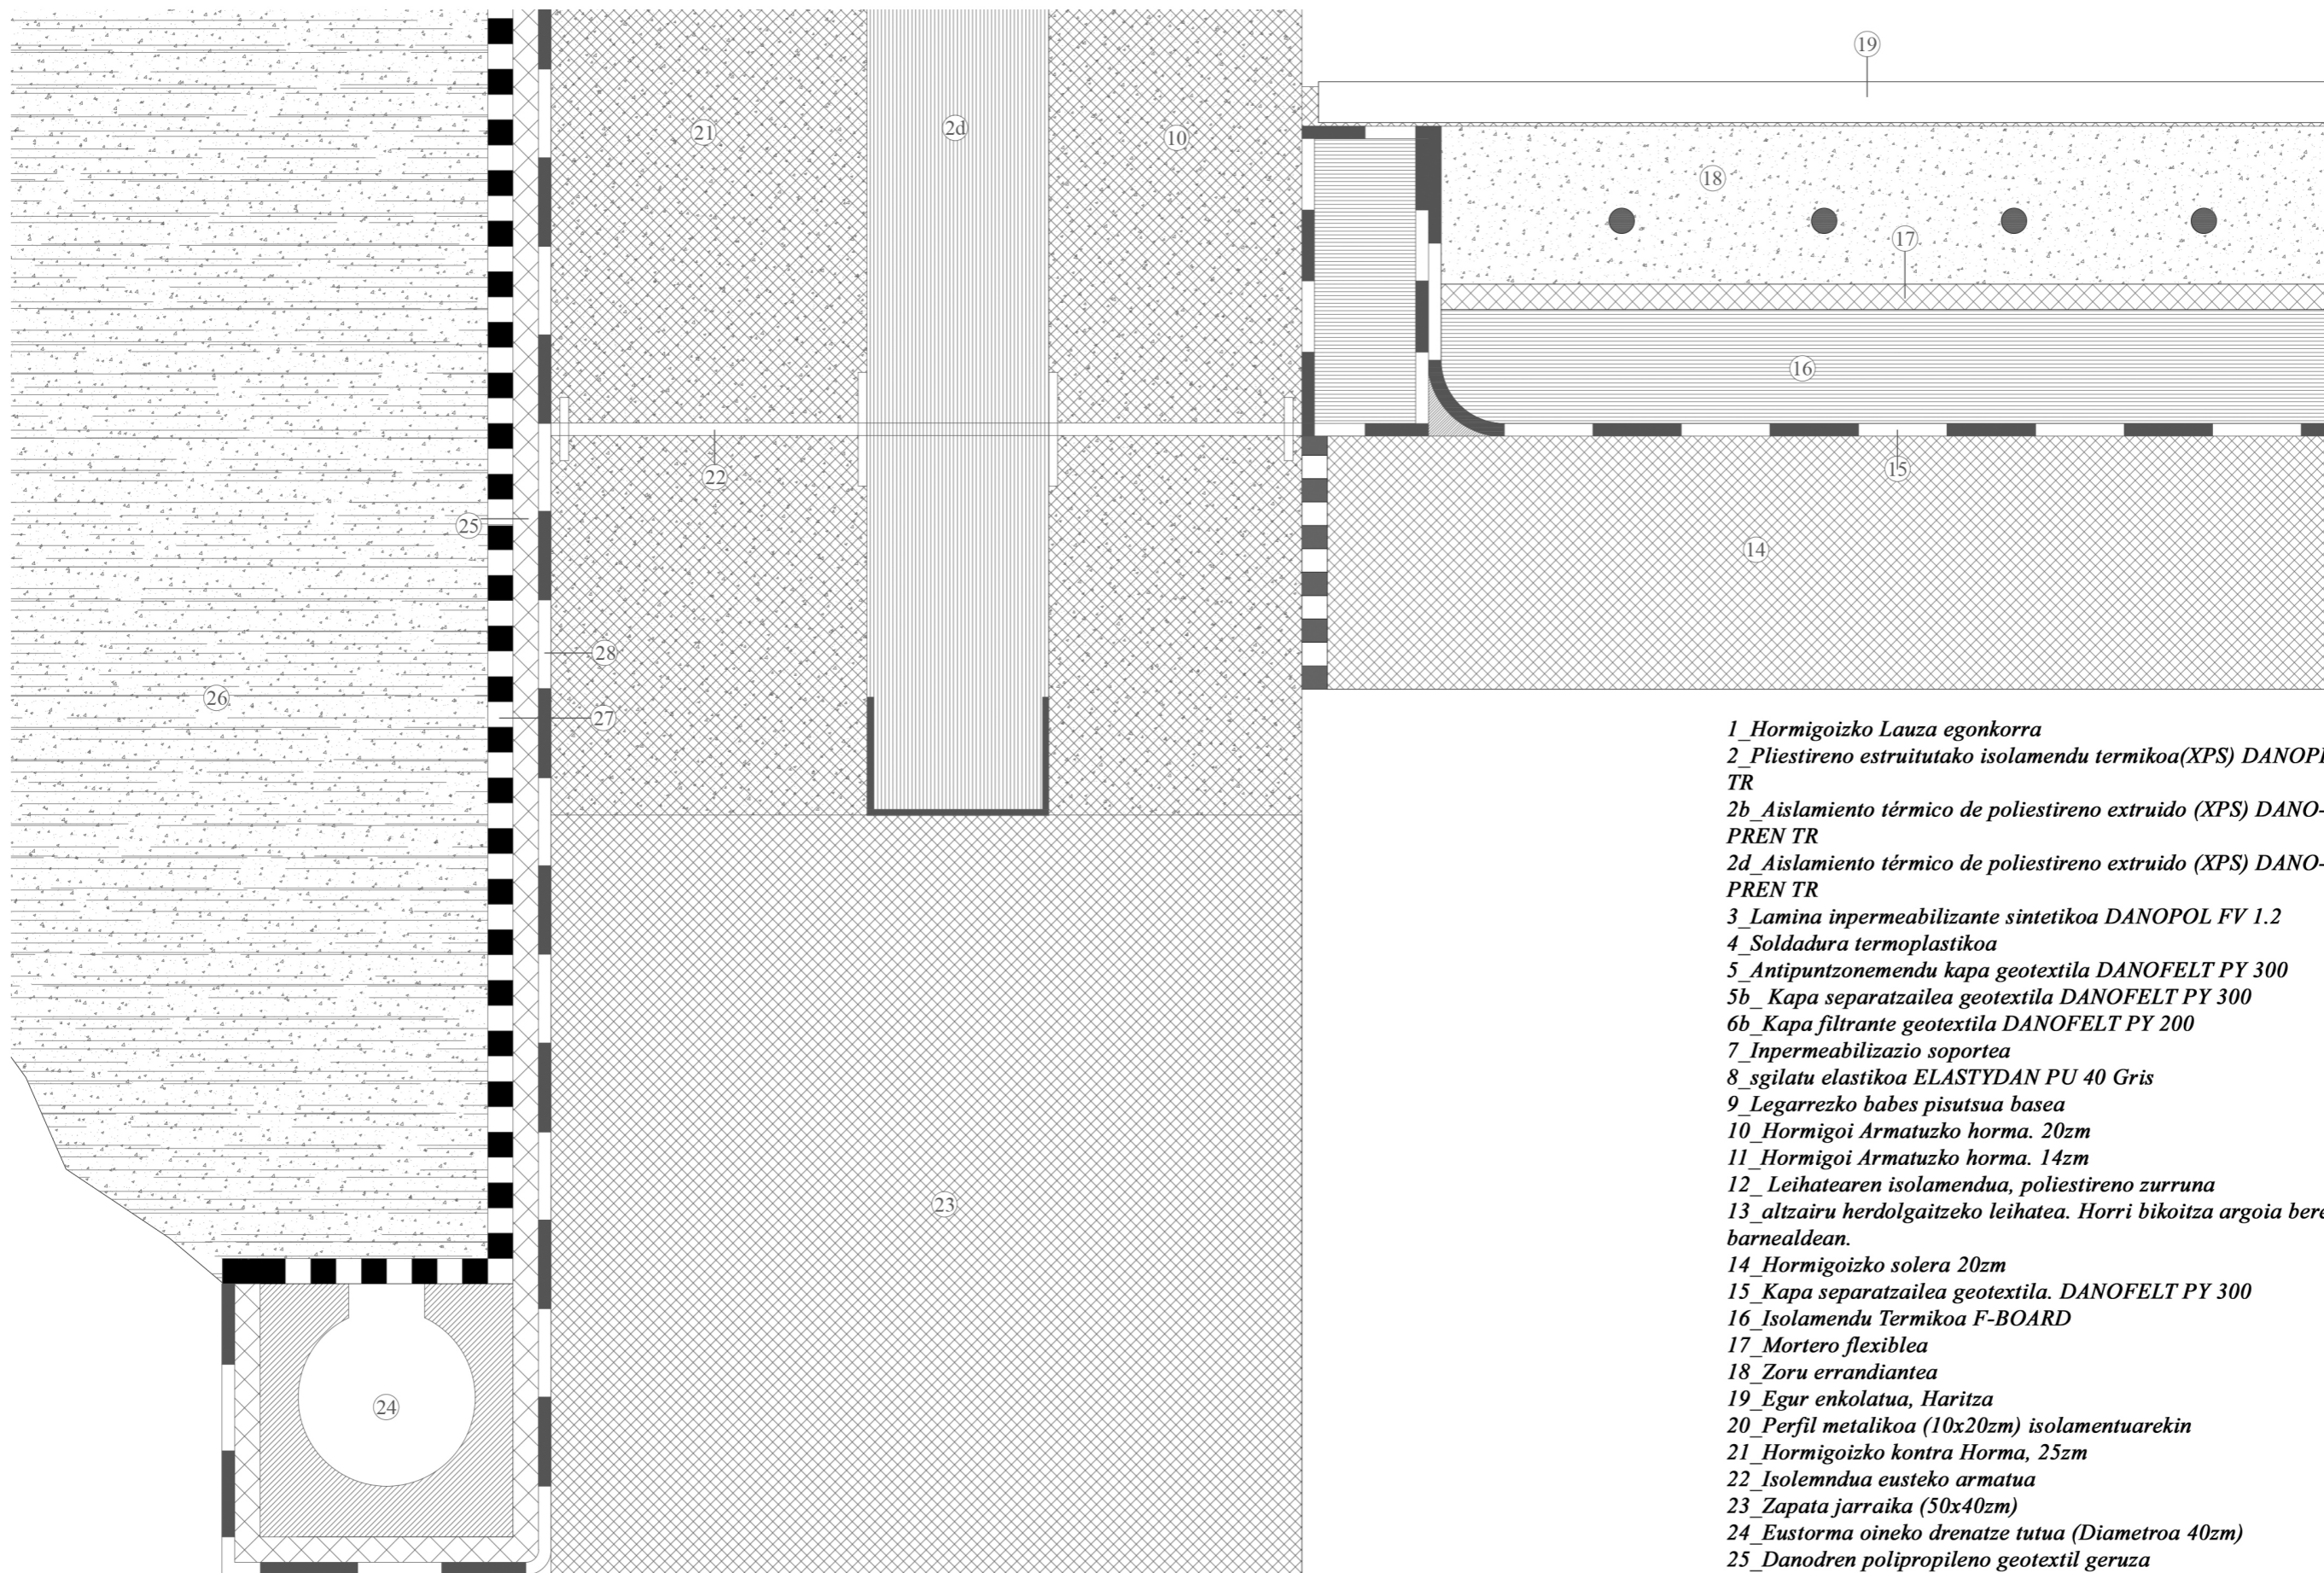 19
21
2d
10
18
17
16
22
15
25
14
28
26
27
23
24
1_Hormigoizko Lauza egonkorra
2_Pliestireno estruitutako isolamendu termikoa(XPS)
TR
2b_Aislamiento térmico de poliestireno extruido (XPS) DANO-
PREN TR
2d_Aislamiento térmico de poliestireno extruido (XPS) DANO-
PREN TR
3_Lamina inpermeabilizante sintetikoa DANOPOL FV 1.2
4_Soldadura termoplastikoa
5_Antipuntzonemendu kapa geotextila DANOFELT PY 300
5b_ Kapa separatzailea geotextila DANOFELT PY 300
6b_Kapa filtrante geotextila DANOFELT PY 200
7_Inpermeabilizazio soportea
8_sgilatu elastikoa ELASTYDAN PU 40 Gris
9_Legarrezko babes pisutsua basea
10_Hormigoi Armatuzko horma. 20zm
11_Hormigoi Armatuzko horma. 14zm
12_ Leihatearen isolamendua, poliestireno zurruna
13_altzairu herdolgaitzeko leihatea. Horri bikoitza argoia bere
barnealdean.
14_Hormigoizko solera 20zm
15_Kapa separatzailea geotextila. DANOFELT PY 300
16_Isolamendu Termikoa F-BOARD
17_Mortero flexiblea
18_Zoru errandiantea
19_Egur enkolatua, Haritza
20_Perfil metalikoa (10x20zm) isolamentuarekin
21_Hormigoizko kontra Horma, 25zm
22_Isolemndua eusteko armatua
23_Zapata jarraika (50x40zm)
24_Eustorma oineko drenatze tutua (Diametroa 40zm)
25_Danodren polipropileno geotextil geruza